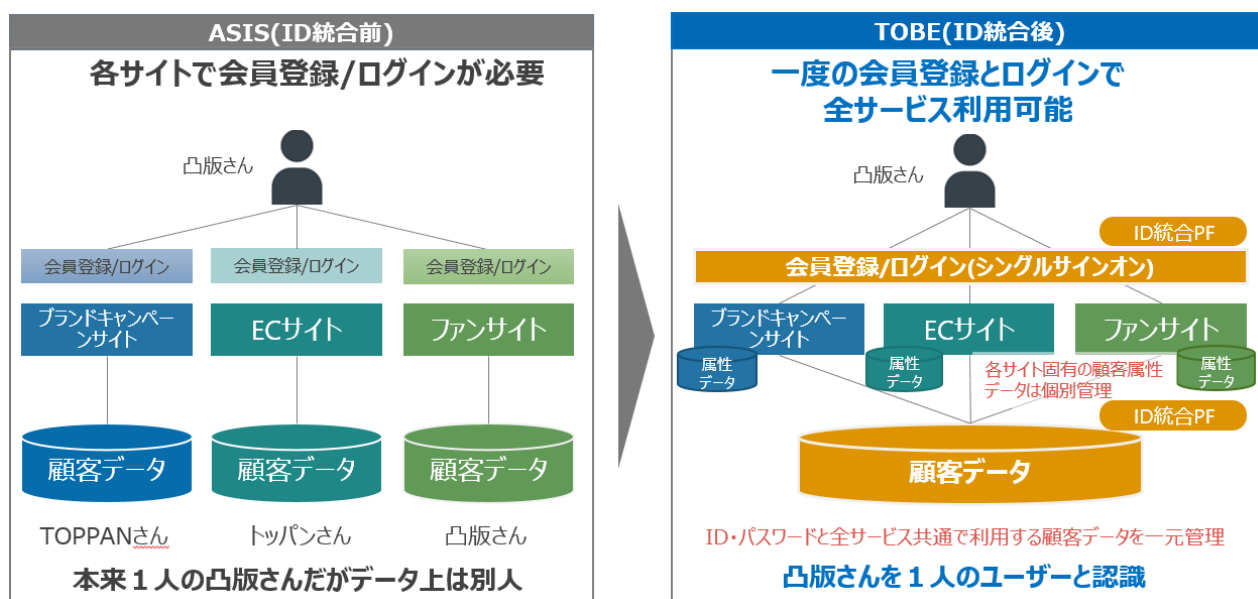 ASIS(ID統合前)
各サイトで会員登録/ログインが必要
凸版さん
会員登録/ログイン
会員登録/ログイン
会員登録/ログイン
ブランドキャンペー
ンサイト
ECサイト
ファンサイト
顧客データ
顧客データ
顧客データ
TOPPANさん
トッパンさん
凸版さん
本来１人の凸版さんだがデータ上は別人
TOBE(ID統合後)
一度の会員登録とログインで
全サービス利用可能
凸版さん
ID統合PF
会員登録/ログイン(シングルサインオン)
ブランドキャンペー
ンサイト
ECサイト
ファンサイト
属性
データ
属性
データ
各サイト固有の顧客属性
データは個別管理
属性
データ
ID統合PF
顧客データ
ID・パスワードと全サービス共通で利用する顧客データを一元管理
凸版さんを１人のユーザーと認識